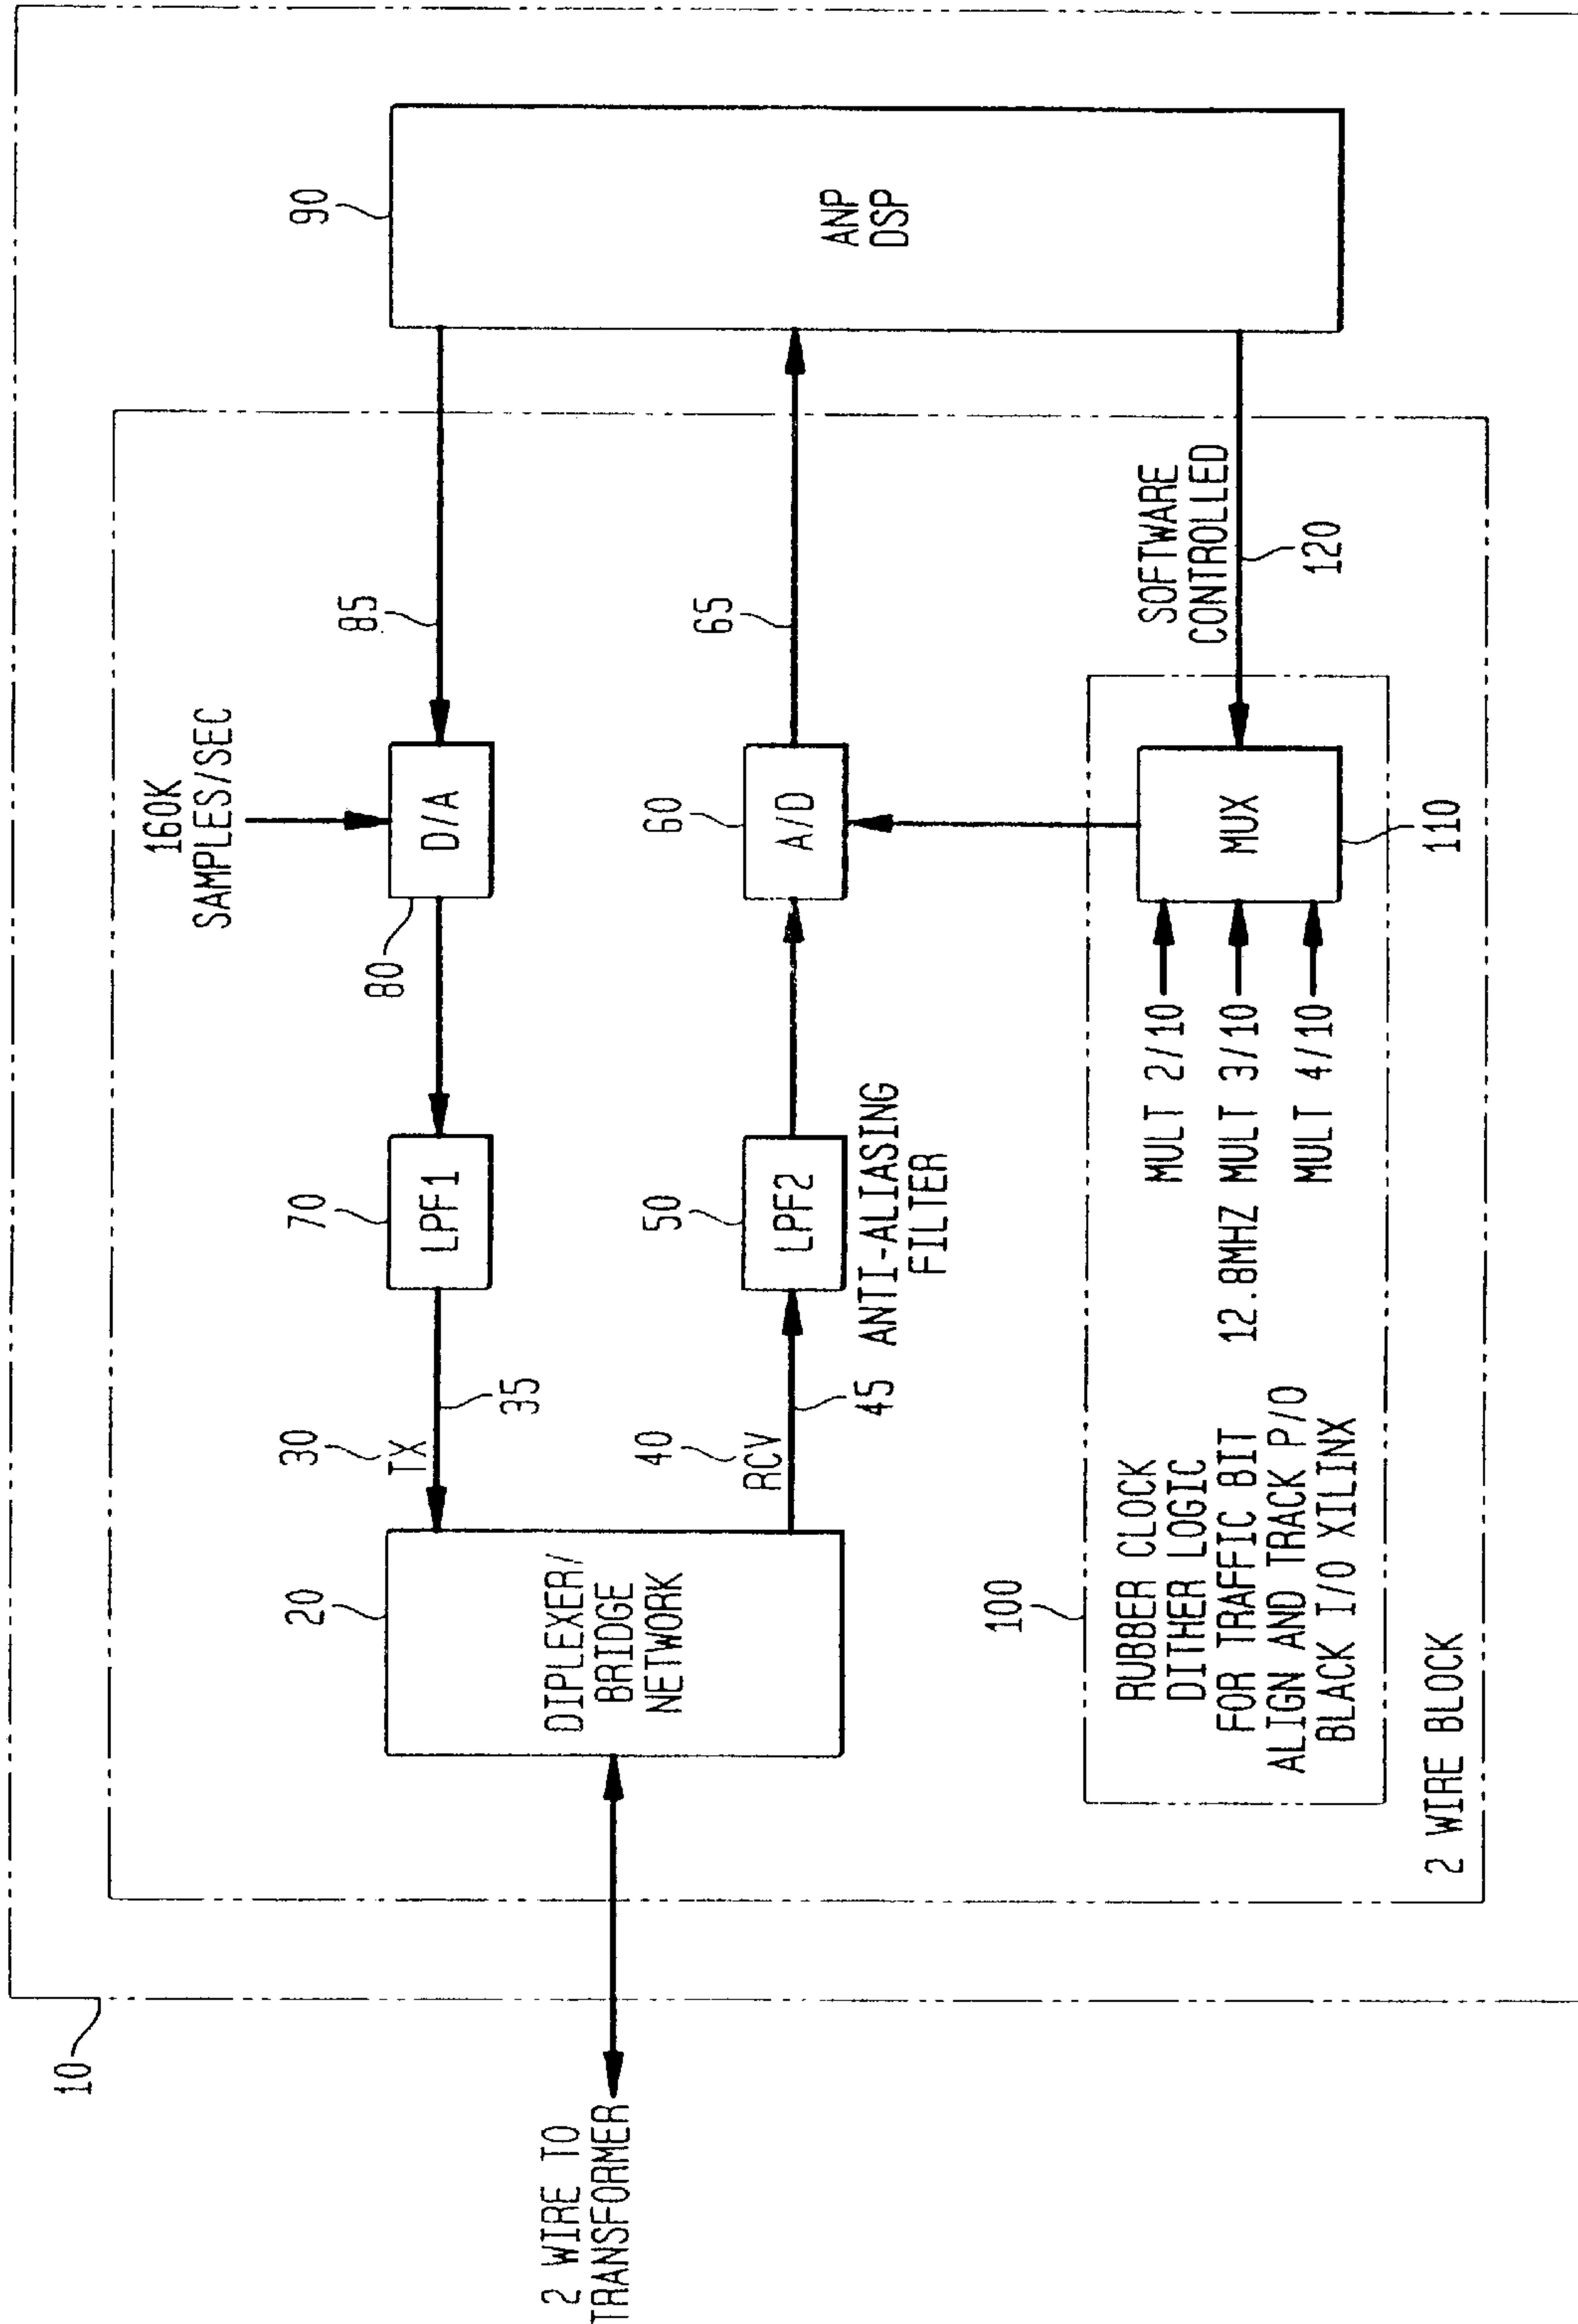 10
2 WIRE TO
TRANSFORMER
20
DIPLEXER/
BRIDGE
NETWORK
30
TX
35
70
LPF1
80
D/A
160K
SAMPLES/SEC
85
90
ANP
DSP
40
RCV
45
50
LPF2
ANTI-ALIASING
FILTER
60
A/D
65
100
RUBBER CLOCK
DITHER LOGIC
FOR TRAFFIC BIT
ALIGN AND TRACK P/O
BLACK I/O XILINX
MULT 2/10
12.8MHZ MULT 3/10
MULT 4/10
MUX
110
SOFTWARE
CONTROLLED
120
2 WIRE BLOCK